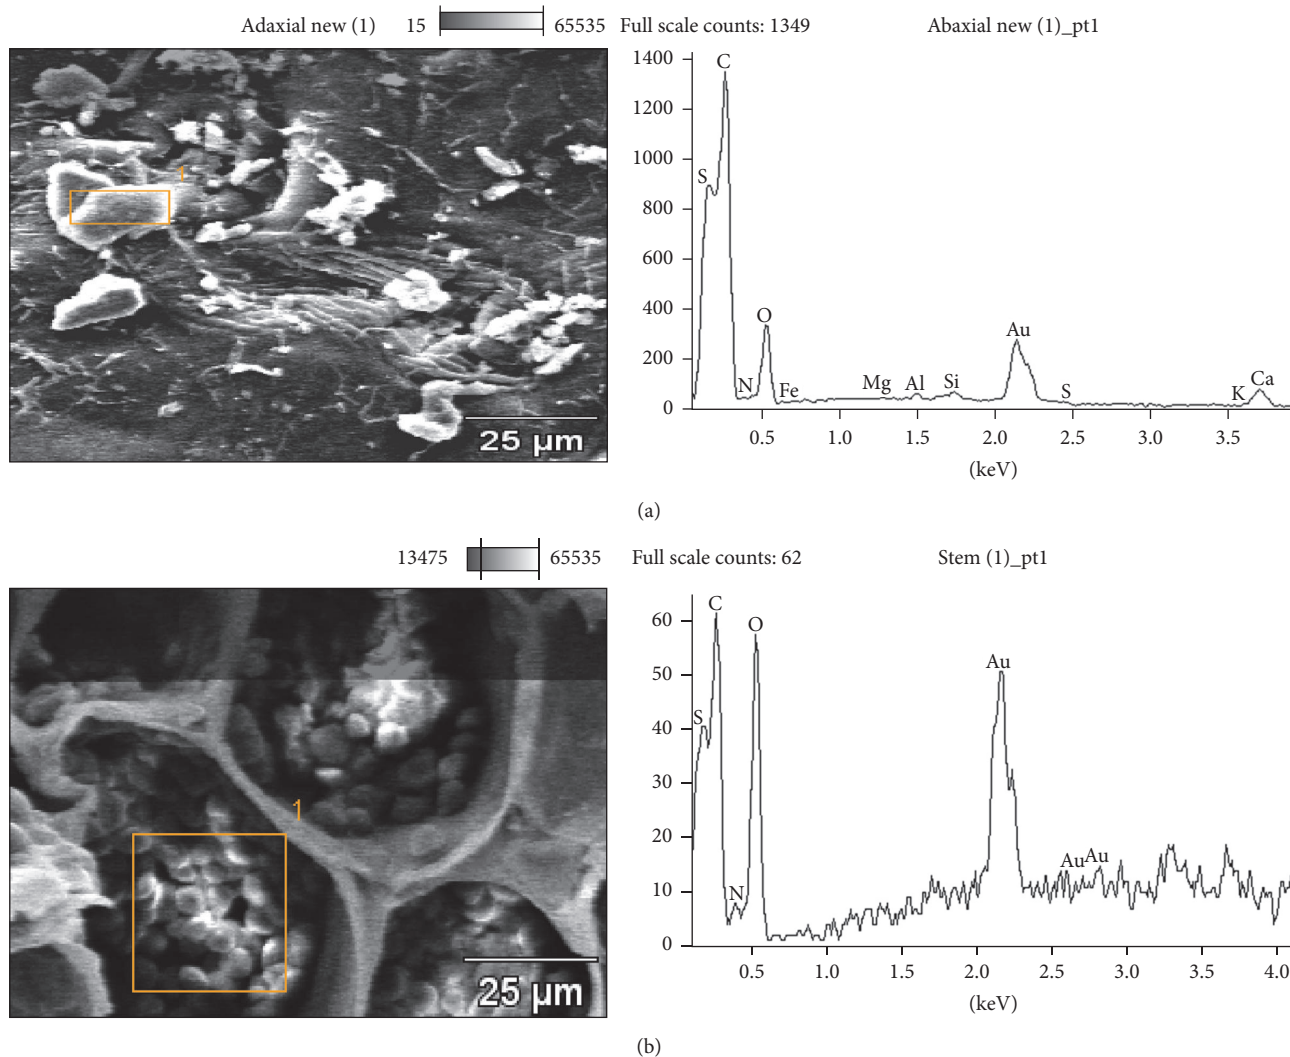 Adaxial new (1) 15 65535 Full scale counts: 1349 Abaxial new (1)_pt1
1400
1200
1000
800
600
400
200
0
C
S
O
N
Fe
Mg
Al
Si
Au
S
K
Ca
0.5 1.0 1.5 2.0 2.5 3.0 3.5
(keV)
1
25 µm
(a)
13475 65535 Full scale counts: 62 Stem (1)_pt1
60
50
40
30
20
10
0
C
O
S
N
Au
Au
Au
0.5 1.0 1.5 2.0 2.5 3.0 3.5 4.0
(keV)
1
25 µm
(b)